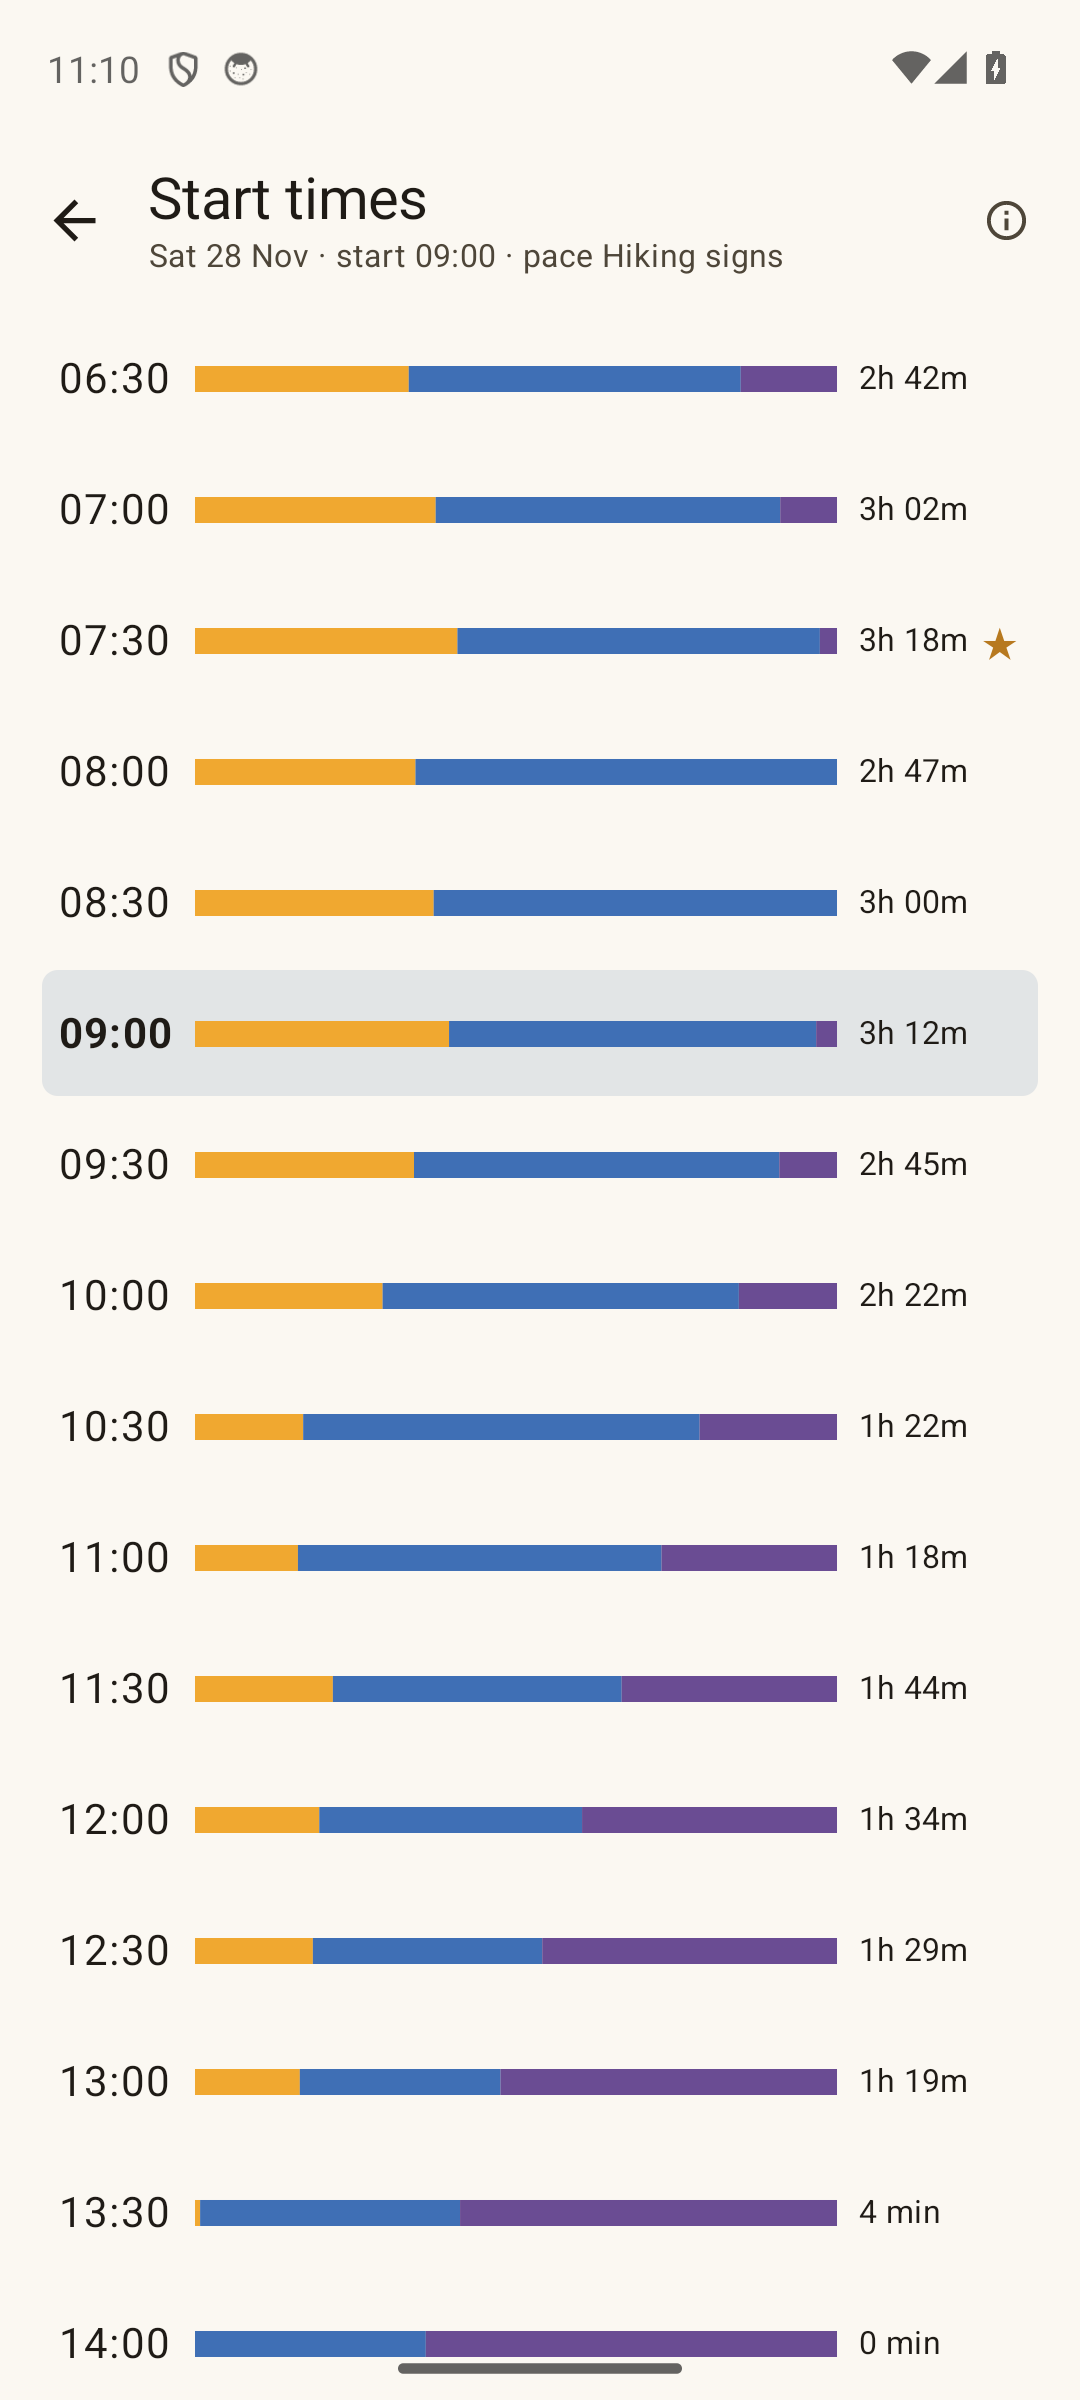 11:10
Start times
Sat 28 Nov · start 09:00 · pace Hiking signs
06:30 2h 42m
07:00 3h 02m
07:30 3h 18m ★
08:00 2h 47m
08:30 3h 00m
09:00 3h 12m
09:30 2h 45m
10:00 2h 22m
10:30 1h 22m
11:00 1h 18m
11:30 1h 44m
12:00 1h 34m
12:30 1h 29m
13:00 1h 19m
13:30 4 min
14:00 0 min